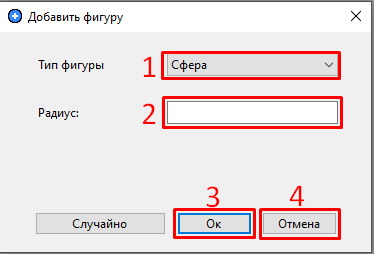 Добавить фигуру
Тип фигуры 1 Сфера
Радиус: 2
3 4
Случайно Ок Отмена